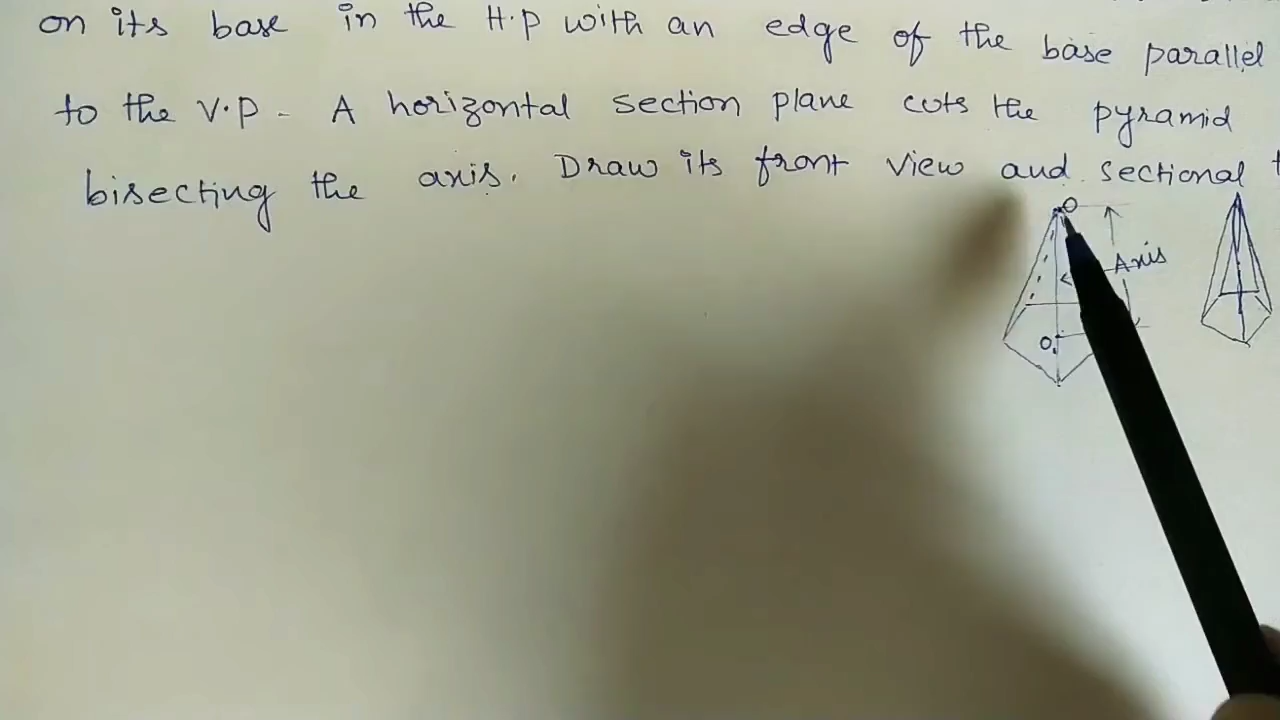 on its base in the H.P with an edge of the base parallel
to the V.P - A horizontal section plane cuts the pyramid
bisecting the axis. Draw its front view and sectional
O
Axis
O₁